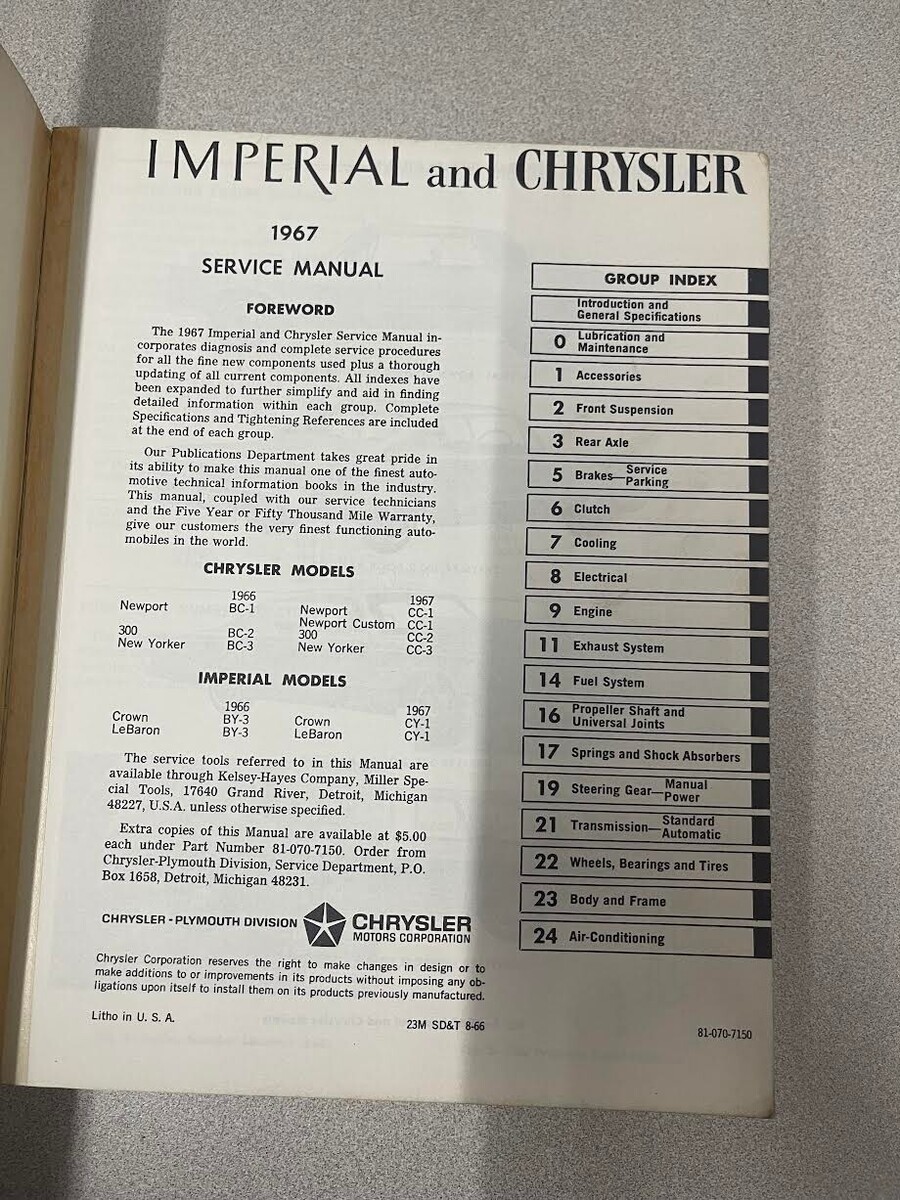 IMPERIAL and CHRYSLER
1967
SERVICE MANUAL
FOREWORD
The 1967 Imperial and Chrysler Service Manual in-
corporates diagnosis and complete service procedures
for all the fine new components used plus a thorough
updating of all current components. All indexes have
been expanded to further simplify and aid in finding
detailed information within each group. Complete
Specifications and Tightening References are included
at the end of each group.
Our Publications Department takes great pride in
its ability to make this manual one of the finest auto-
motive technical information books in the industry.
This manual, coupled with our service technicians
and the Five Year or Fifty Thousand Mile Warranty,
give our customers the very finest functioning auto-
mobiles in the world.
CHRYSLER MODELS
1966 1967
Newport BC-1 Newport CC-1
Newport Custom CC-1
300 BC-2 300 CC-2
New Yorker BC-3 New Yorker CC-3
IMPERIAL MODELS
1966 1967
Crown BY-3 Crown CY-1
LeBaron BY-3 LeBaron CY-1
The service tools referred to in this Manual are
available through Kelsey-Hayes Company, Miller Spe-
cial Tools, 17640 Grand River, Detroit, Michigan
48227, U.S.A. unless otherwise specified.
Extra copies of this Manual are available at $5.00
each under Part Number 81-070-7150. Order from
Chrysler-Plymouth Division, Service Department, P.O.
Box 1658, Detroit, Michigan 48231.
CHRYSLER - PLYMOUTH DIVISION CHRYSLER
MOTORS CORPORATION
Chrysler Corporation reserves the right to make changes in design or to
make additions to or improvements in its products without imposing any ob-
ligations upon itself to install them on its products previously manufactured.
Litho in U. S. A. 23M SD&T 8-66
GROUP INDEX
Introduction and
General Specifications
0 Lubrication and
Maintenance
1 Accessories
2 Front Suspension
3 Rear Axle
5 Brakes—Service
Parking
6 Clutch
7 Cooling
8 Electrical
9 Engine
11 Exhaust System
14 Fuel System
16 Propeller Shaft and
Universal Joints
17 Springs and Shock Absorbers
19 Steering Gear—Manual
Power
21 Transmission—Standard
Automatic
22 Wheels, Bearings and Tires
23 Body and Frame
24 Air-Conditioning
81-070-7150